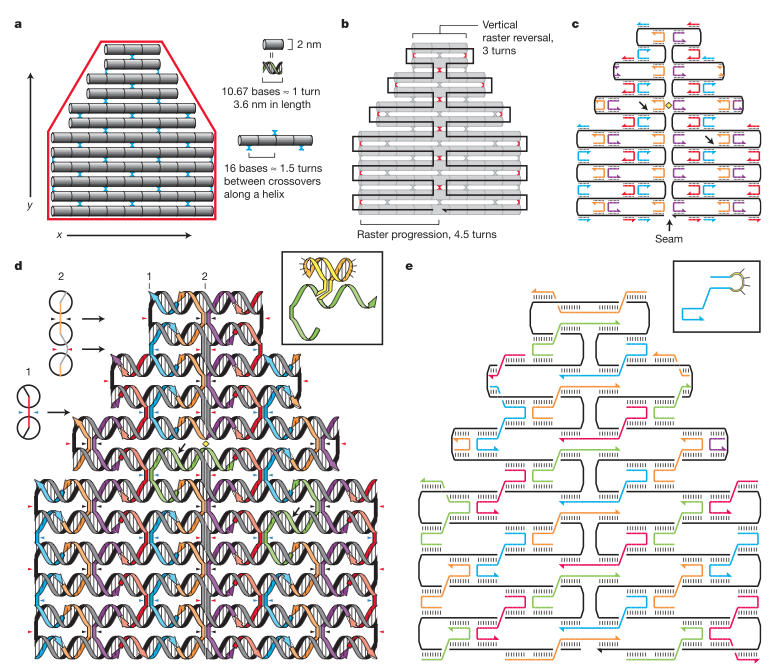 a
2 nm
10.67 bases ≈ 1 turn
3.6 nm in length
16 bases ≈ 1.5 turns
between crossovers
along a helix
y
x
b
Vertical
raster reversal,
3 turns
Raster progression, 4.5 turns
c
Seam
d
2
1
1
2
e